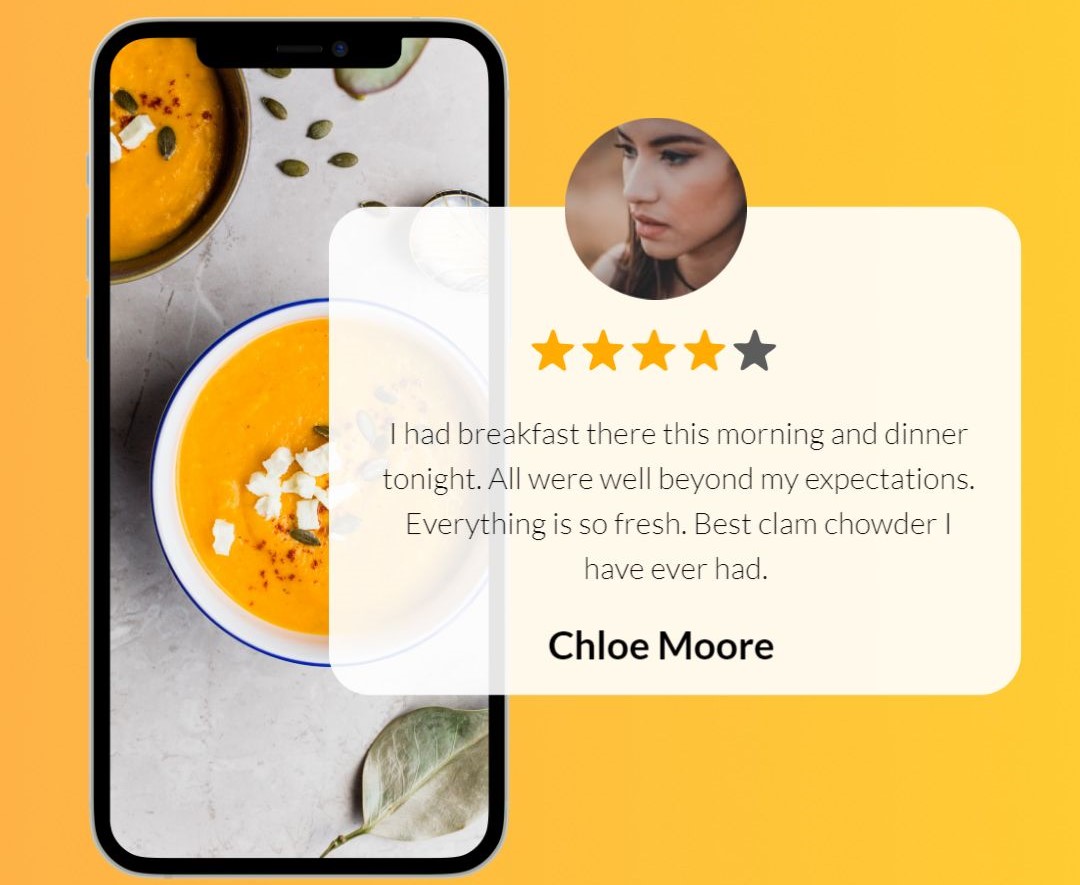 I had breakfast there this morning and dinner
tonight. All were well beyond my expectations.
Everything is so fresh. Best clam chowder I
have ever had.
Chloe Moore